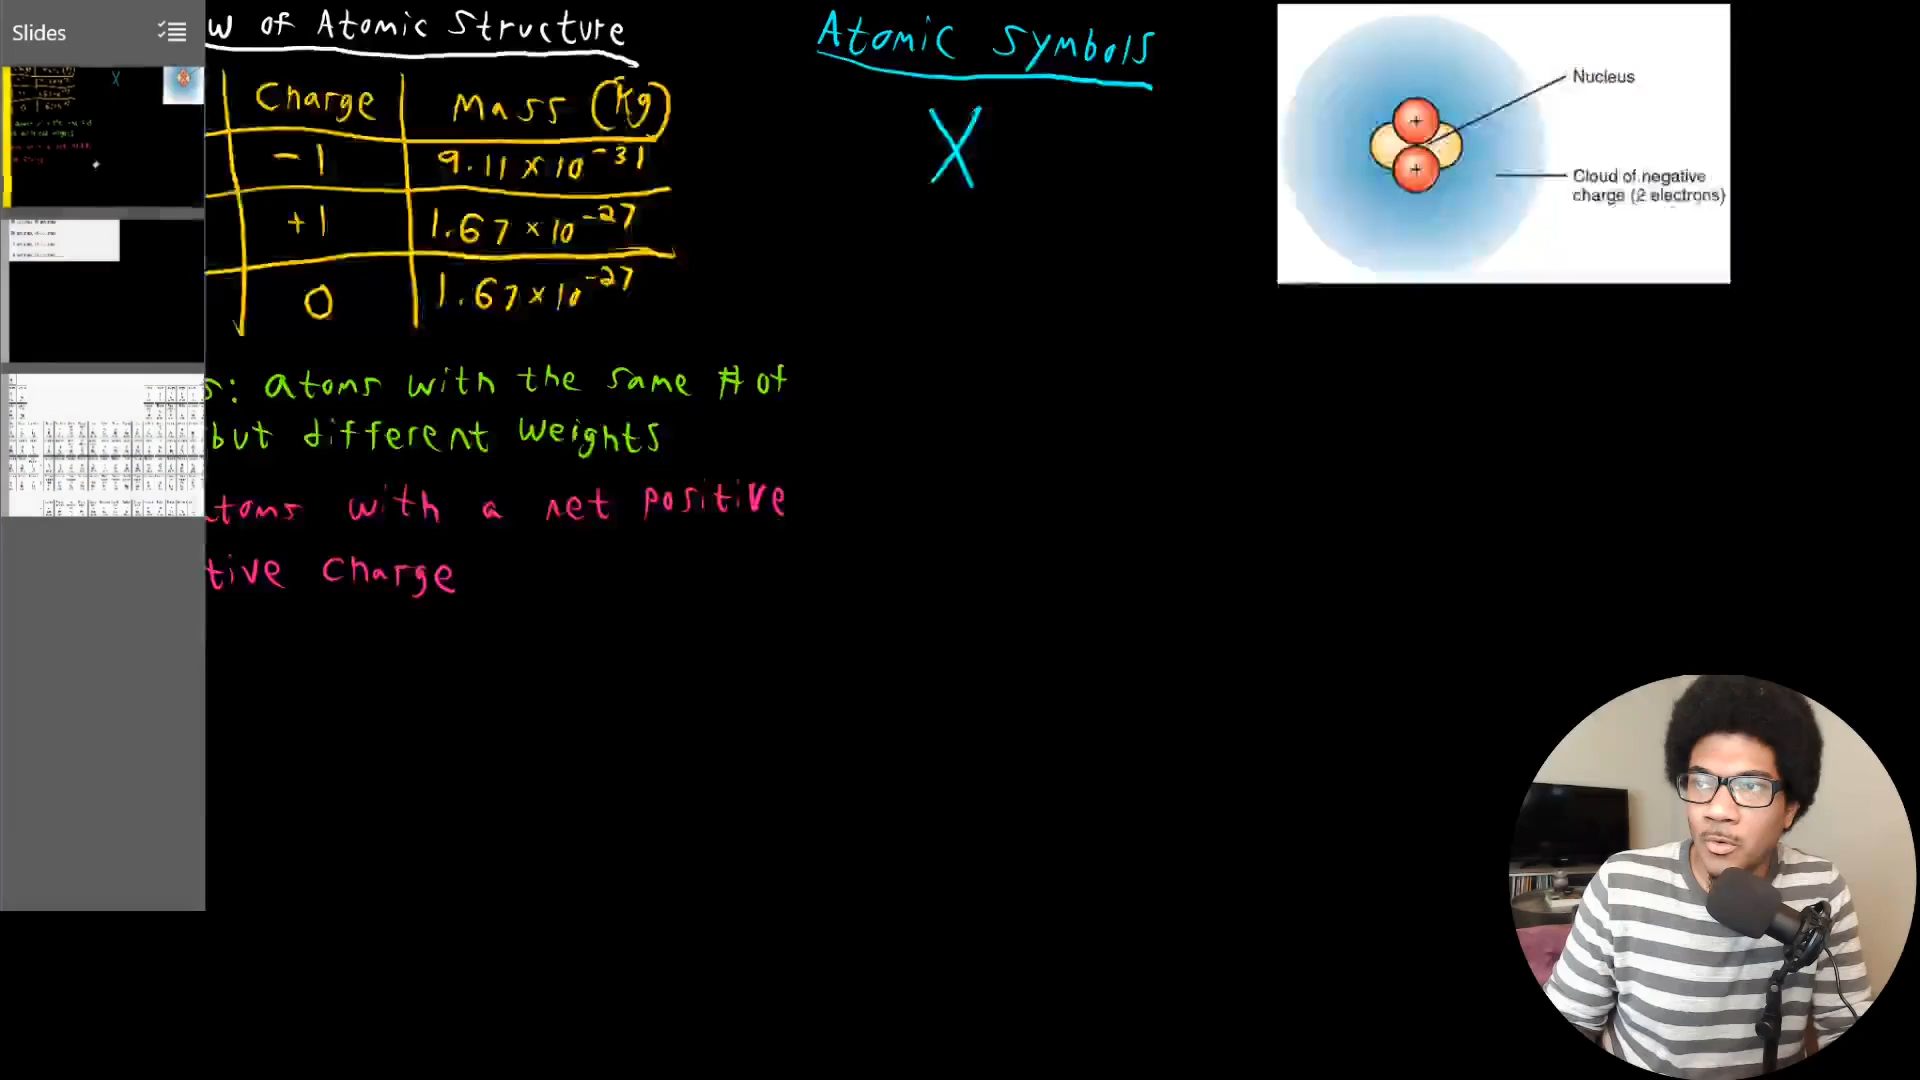 Slides
w of Atomic Structure
Charge Mass (Kg)
-1 9.11 x 10^-31
+1 1.67 x 10^-27
0 1.67 x 10^-27
s: atoms with the same # of
but different weights
atoms with a net positive
tive charge
Atomic Symbols
X
Nucleus
+
+
Cloud of negative
charge (2 electrons)